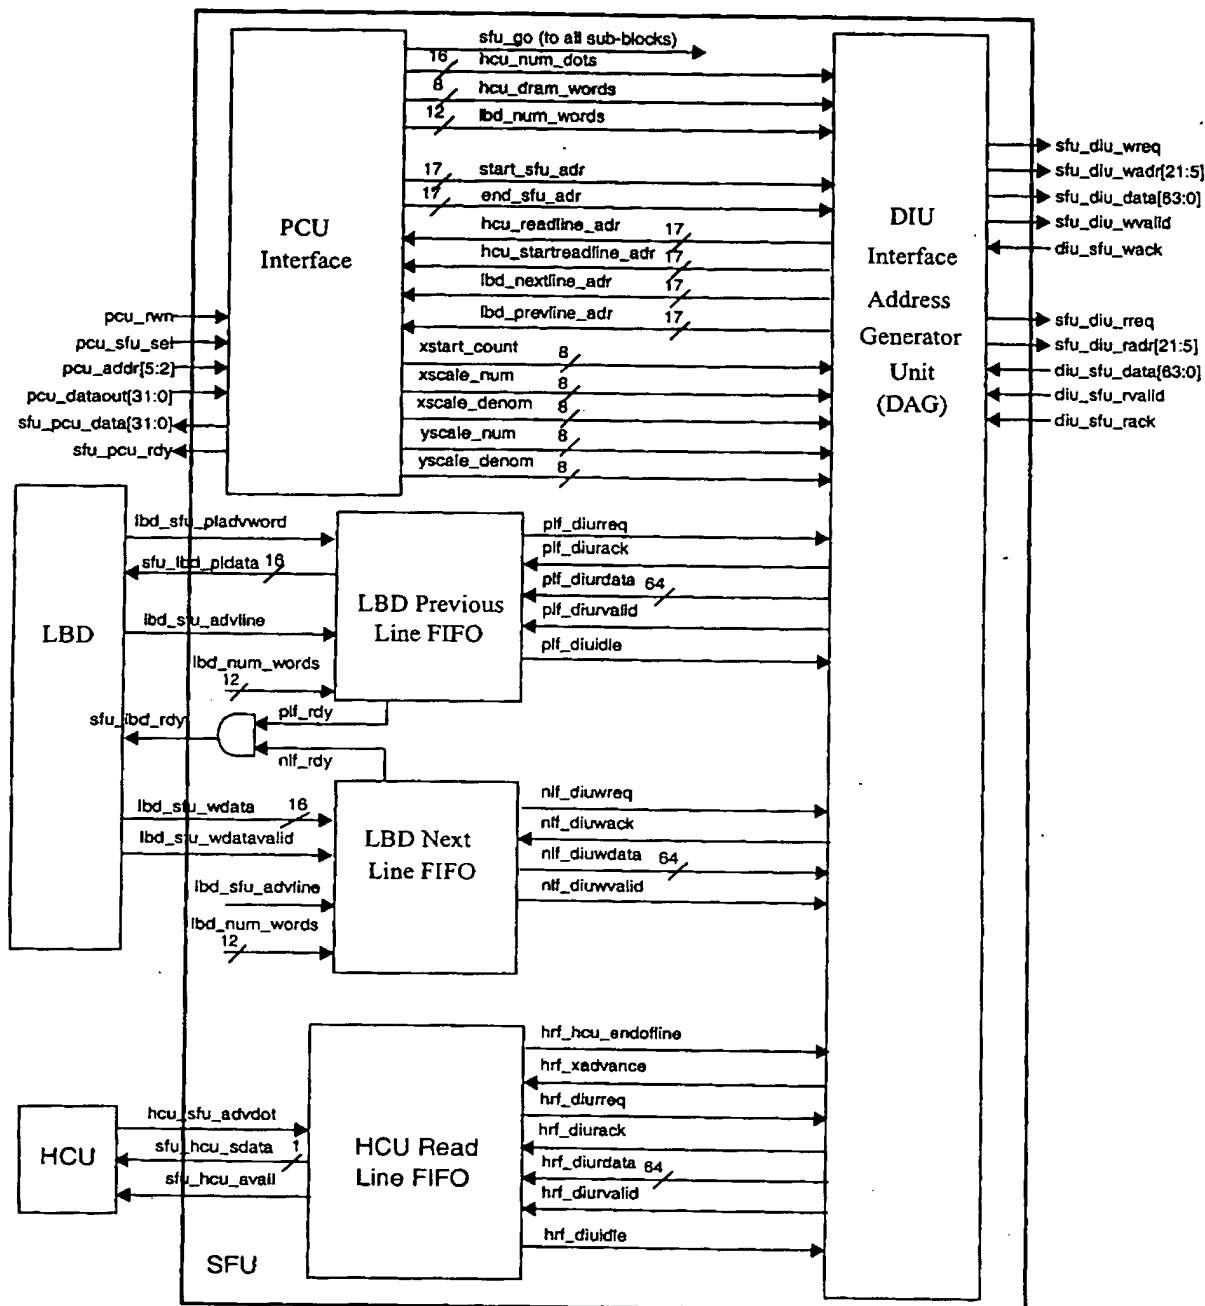 sfu_go (to all sub-blocks)
16
hcu_num_dots
8
hcu_dram_words
12
lbd_num_words
17
start_sfu_adr
17
end_sfu_adr
hcu_readline_adr
17
hcu_startreadline_adr
17
lbd_nextline_adr
17
lbd_prevline_adr
17
xstart_count
8
xscale_num
8
xscale_denom
8
yscale_num
8
yscale_denom
8
PCU
Interface
DIU
Interface
Address
Generator
Unit
(DAG)
sfu_diu_wreq
sfu_diu_wadr[21:5]
sfu_diu_data[63:0]
sfu_diu_wvalid
diu_sfu_wack
sfu_diu_rreq
sfu_diu_radr[21:5]
diu_sfu_data[63:0]
diu_sfu_rvalid
diu_sfu_rack
pcu_rwn
pcu_sfu_sel
pcu_addr[5:2]
pcu_dataout[31:0]
sfu_pcu_data[31:0]
sfu_pcu_rdy
LBD
lbd_sfu_pladvword
sfu_lbd_pldata
16
lbd_sfu_advline
lbd_num_words
12
LBD Previous
Line FIFO
plf_diurreq
plf_diurack
plf_diurdata
64
plf_diurvalid
plf_diuidle
sfu_lbd_rdy
plf_rdy
nlf_rdy
lbd_sfu_wdata
16
lbd_sfu_wdatavalid
lbd_sfu_advline
lbd_num_words
12
LBD Next
Line FIFO
nlf_diuwreq
nlf_diuwack
nlf_diuwdata
64
nlf_diuwvalid
HCU
hcu_sfu_advdot
sfu_hcu_sdata
1
sfu_hcu_avail
HCU Read
Line FIFO
hrf_hcu_endofline
hrf_xadvance
hrf_diurreq
hrf_diurack
hrf_diurdata
64
hrf_diurvalid
hrf_diuidle
SFU